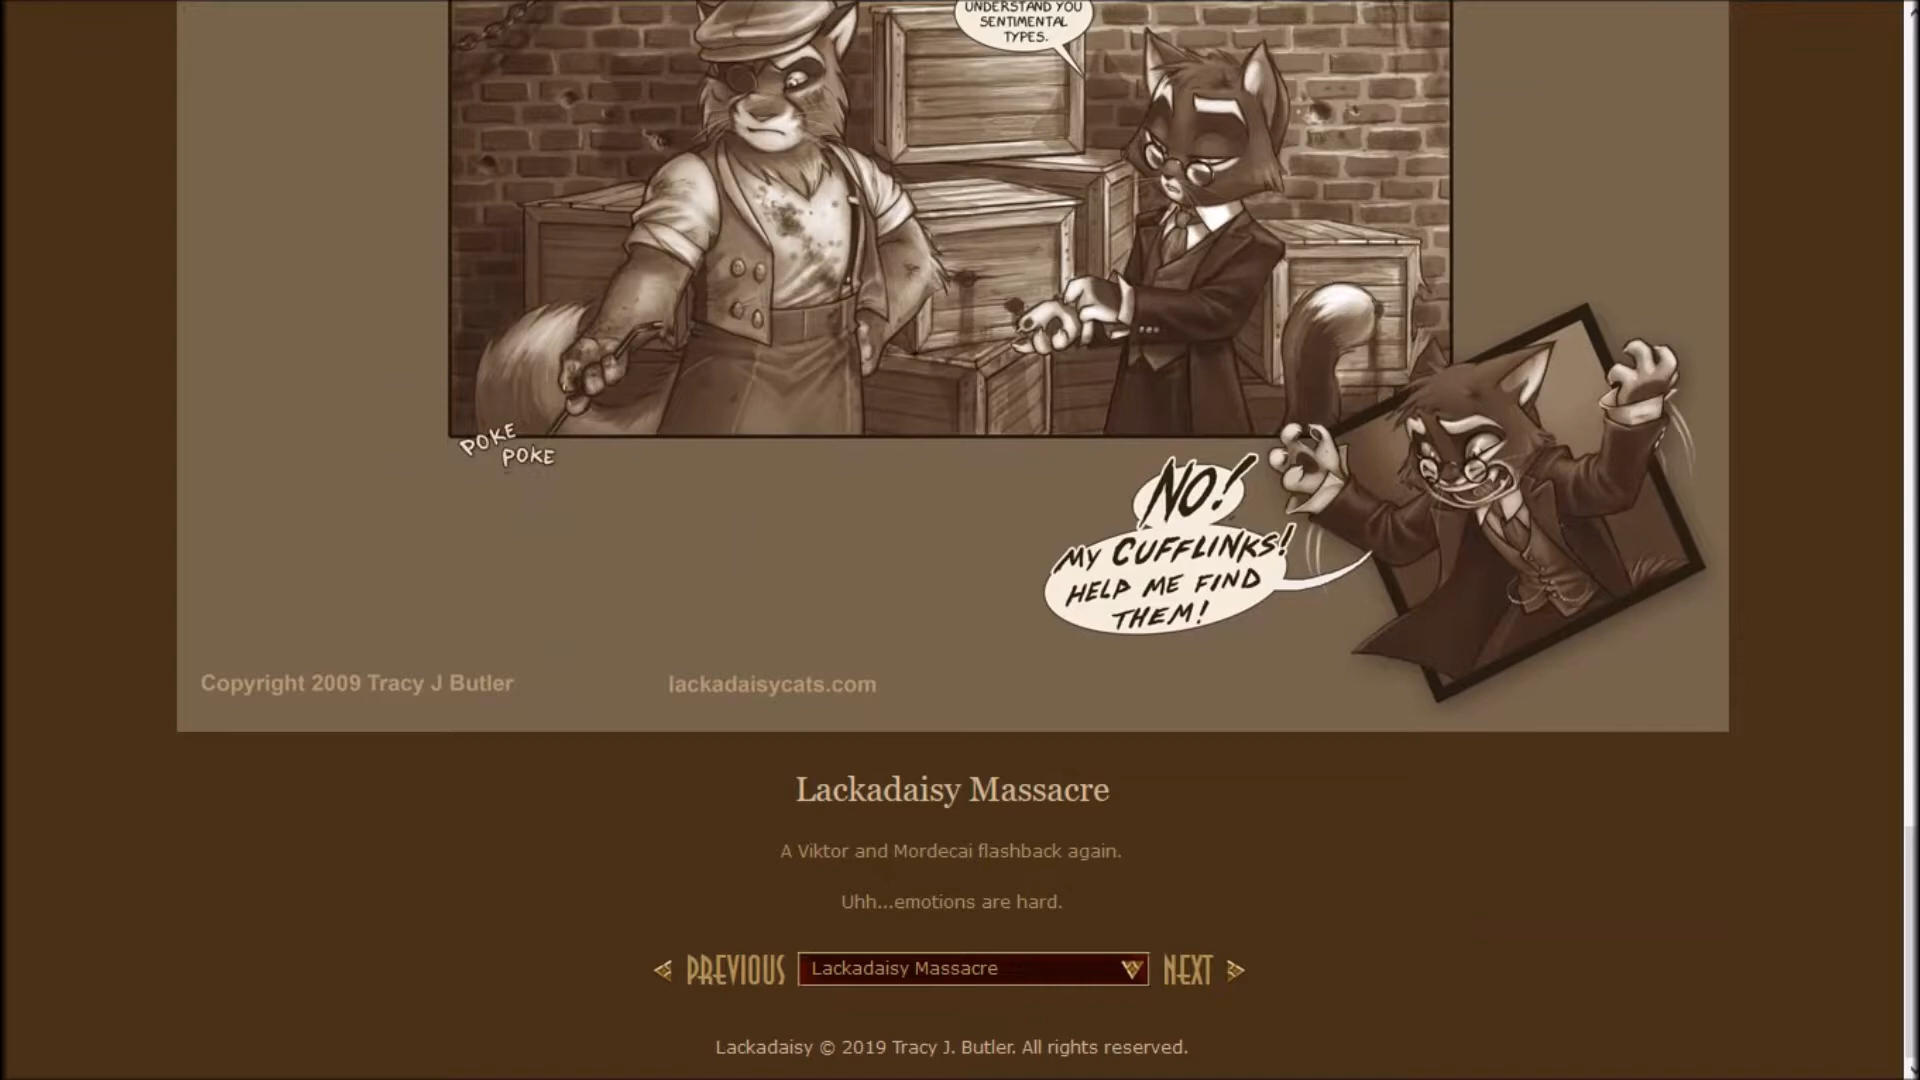 UNDERSTAND YOU
SENTIMENTAL
TYPES.
POKE
POKE
NO!
MY CUFFLINKS!
HELP ME FIND
THEM!
Copyright 2009 Tracy J Butler
lackadaisycats.com
Lackadaisy Massacre
A Viktor and Mordecai flashback again.
Uhh...emotions are hard.
PREVIOUS
Lackadaisy Massacre
NEXT
Lackadaisy © 2019 Tracy J. Butler. All rights reserved.